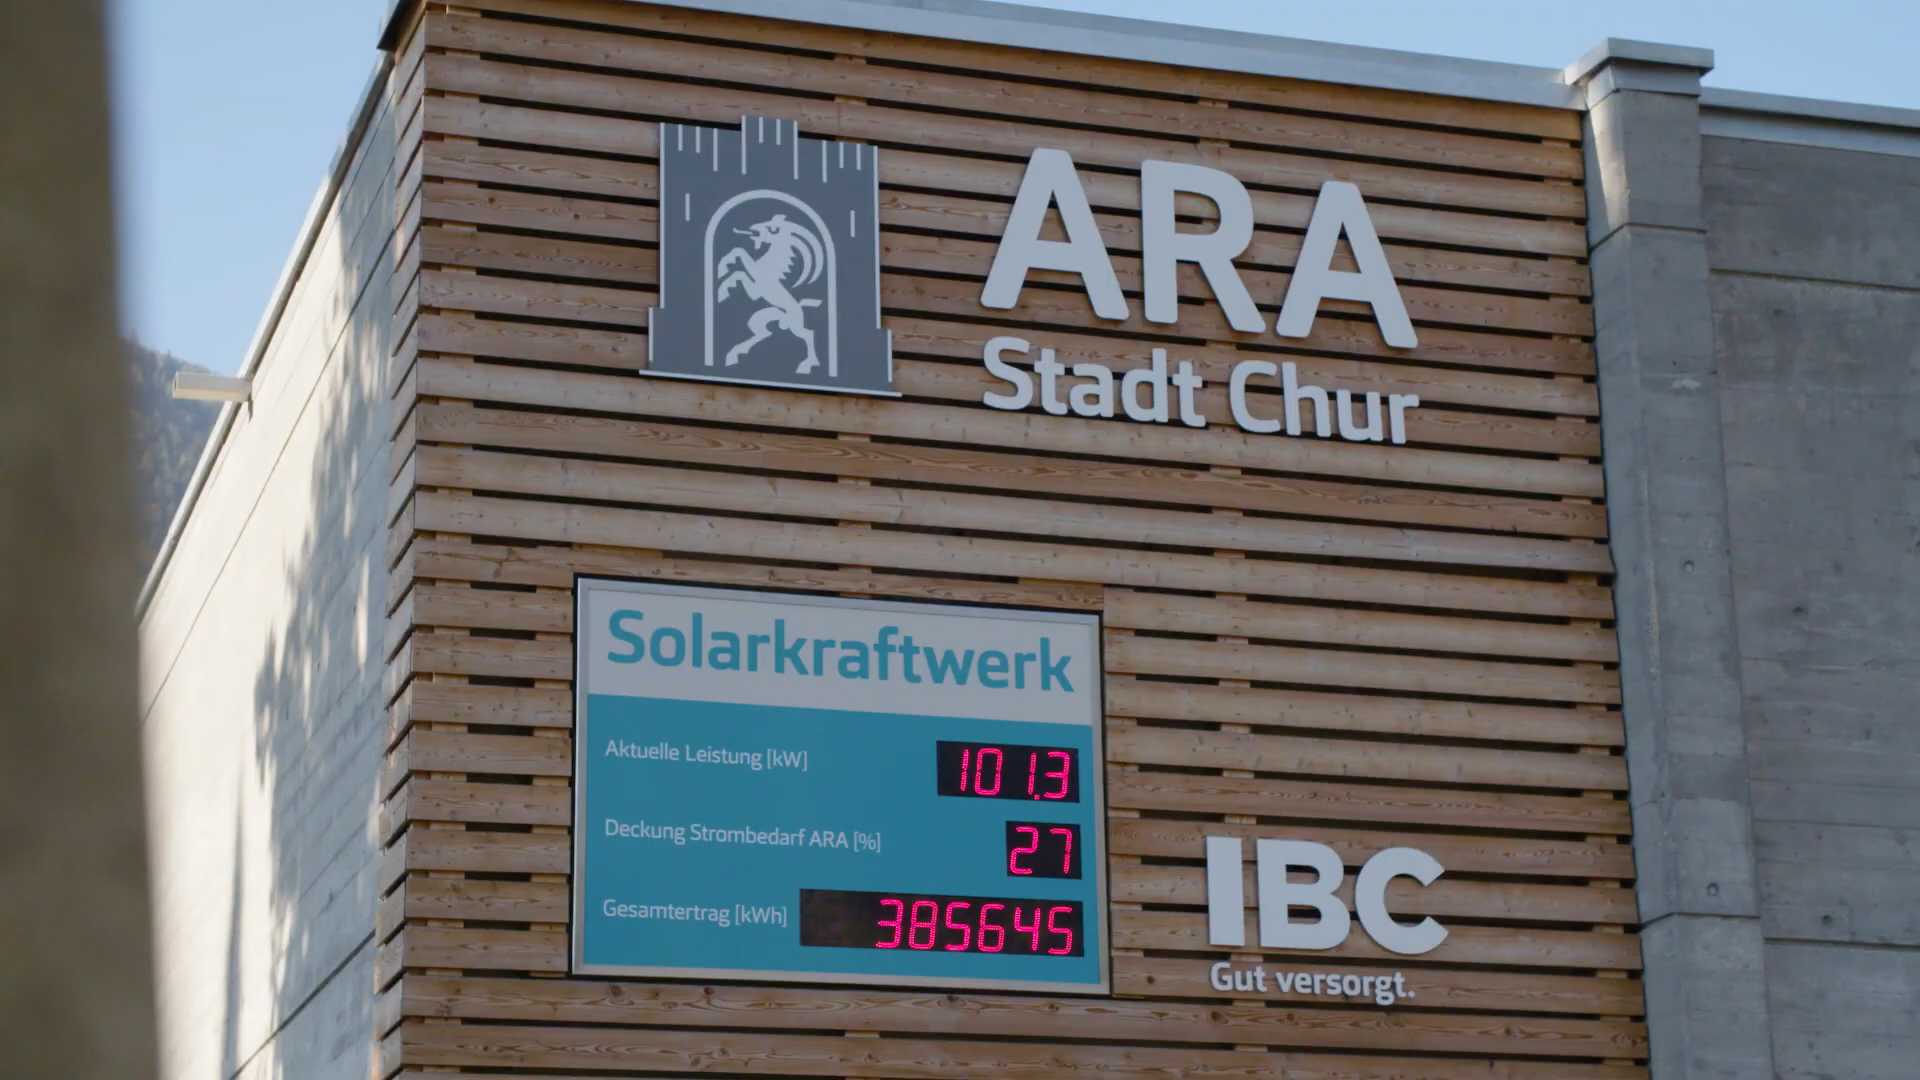 ARA
Stadt Chur
Solarkraftwerk
Aktuelle Leistung [kW] 101.3
Deckung Strombedarf ARA [%] 27
Gesamtertrag [kWh] 385645
IBC
Gut versorgt.